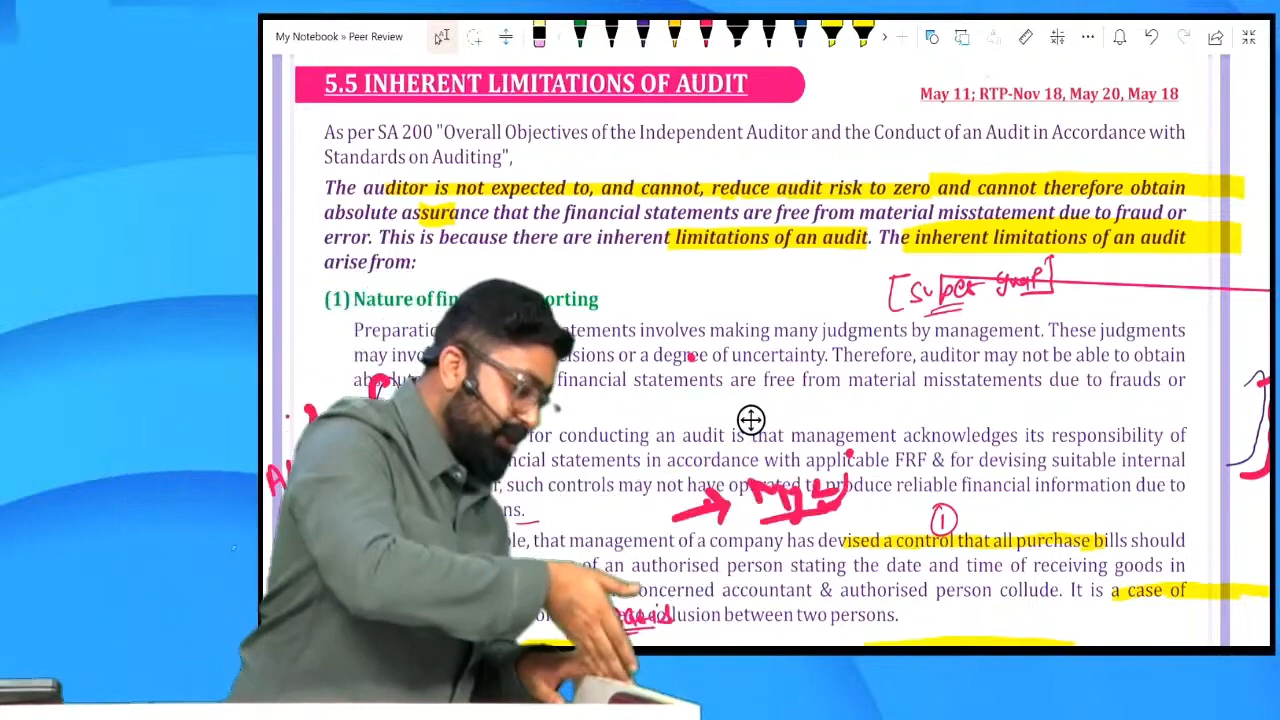 My Notebook » Peer Review
5.5 INHERENT LIMITATIONS OF AUDIT
May 11; RTP-Nov 18, May 20, May 18
As per SA 200 "Overall Objectives of the Independent Auditor and the Conduct of an Audit in Accordance with
Standards on Auditing",
The auditor is not expected to, and cannot, reduce audit risk to zero and cannot therefore obtain
absolute assurance that the financial statements are free from material misstatement due to fraud or
error. This is because there are inherent limitations of an audit. The inherent limitations of an audit
arise from:
(1) Nature of fin orting
Preparati tements involves making many judgments by management. These judgments
may invo cisions or a degree of uncertainty. Therefore, auditor may not be able to obtain
absolut financial statements are free from material misstatements due to frauds or
for conducting an audit is that management acknowledges its responsibility of
ncial statements in accordance with applicable FRF & for devising suitable internal
r, such controls may not have operated to produce reliable financial information due to
ns.
ple, that management of a company has devised a control that all purchase bills should
of an authorised person stating the date and time of receiving goods in
oncerned accountant & authorised person collude. It is a case of
collusion between two persons.
①